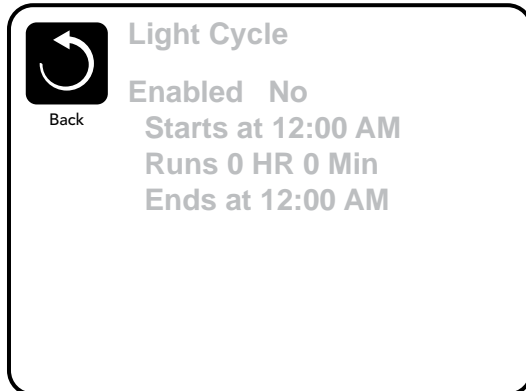 Light Cycle
Back
Enabled No
Starts at 12:00 AM
Runs 0 HR 0 Min
Ends at 12:00 AM